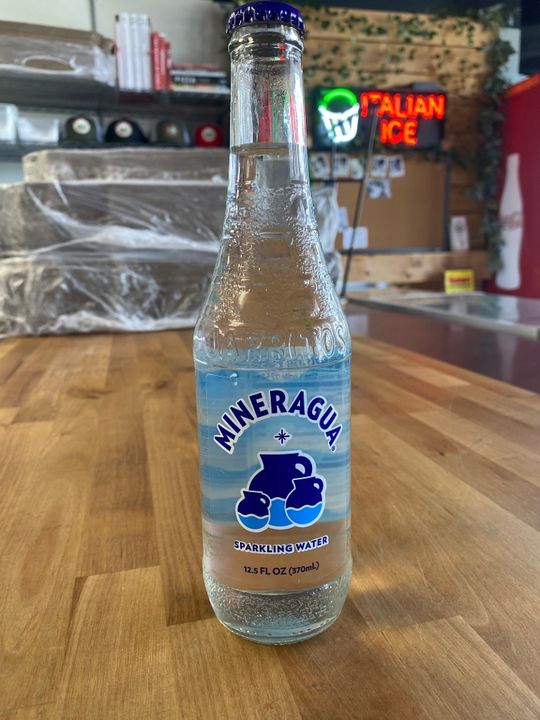 ITALIAN
ICE
JARRITOS
MINERAGUA
SPARKLING WATER
12.5 FL OZ (370mL)